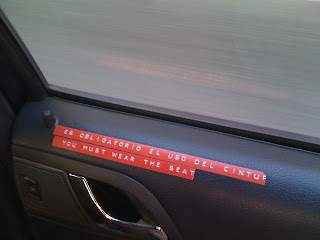 ES OBLIGATORIO EL USO DEL CINTUR
YOU MUST WEAR THE SEAT